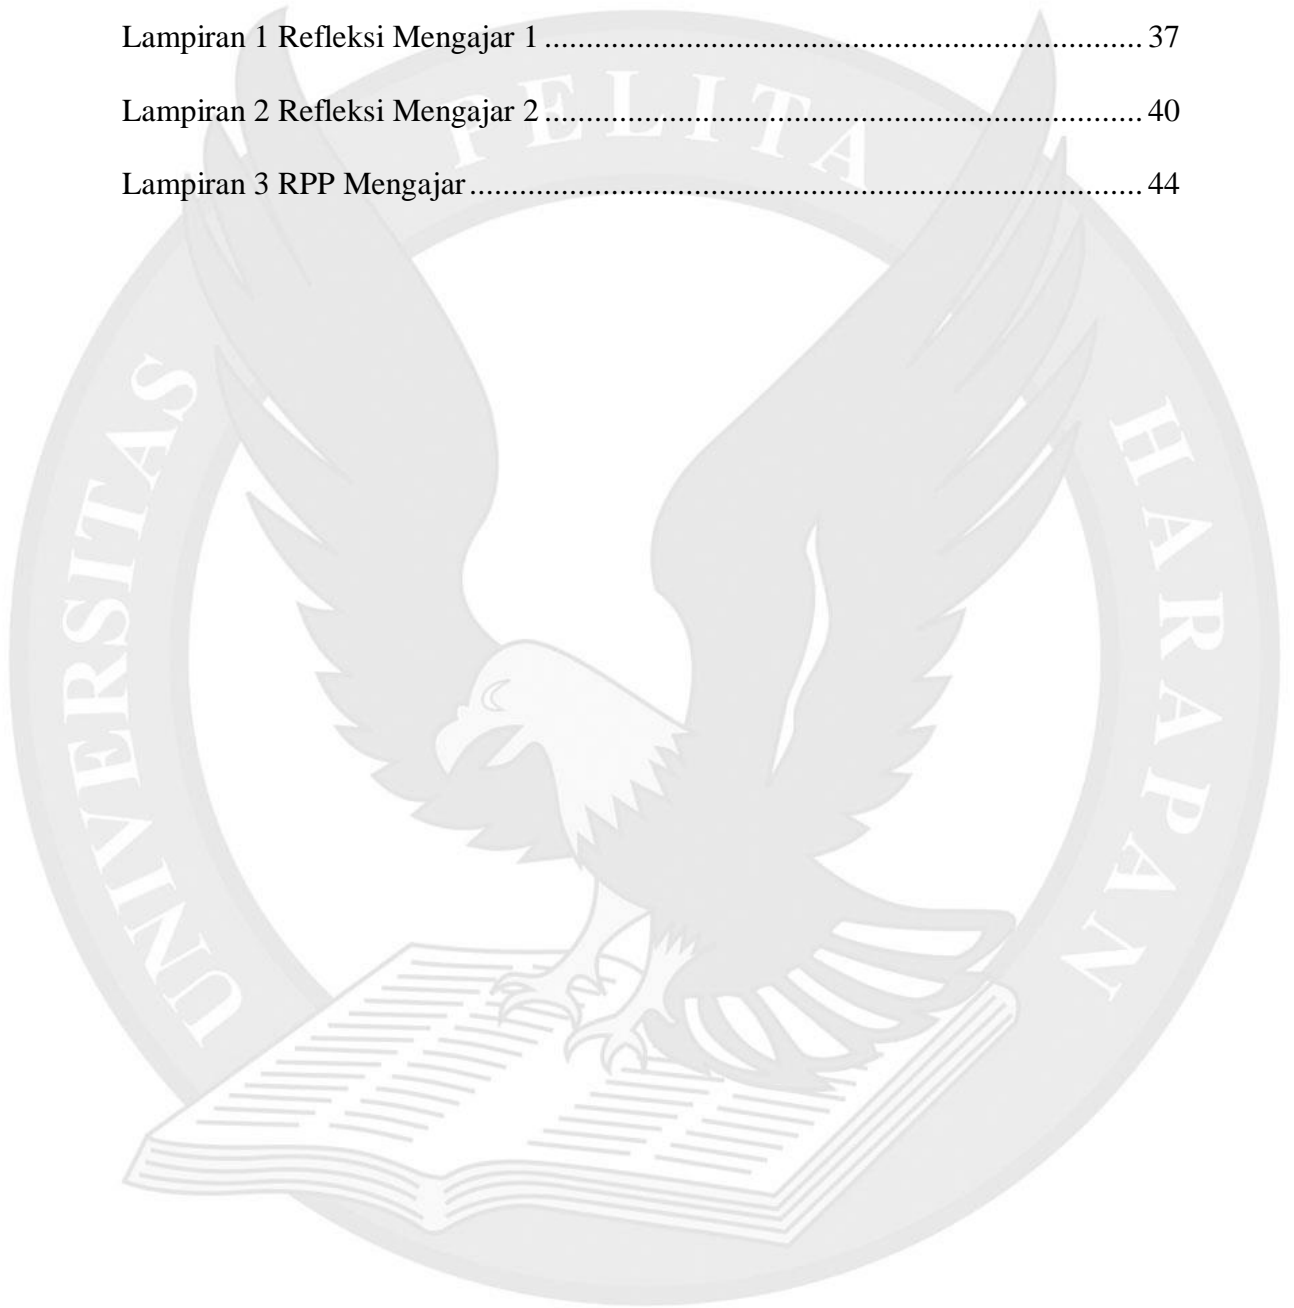 Lampiran 1 Refleksi Mengajar 1 ........................................................................ 37
Lampiran 2 Refleksi Mengajar 2 ........................................................................ 40
Lampiran 3 RPP Mengajar ................................................................................. 44
UNIVERSITAS PELITA HARAPAN